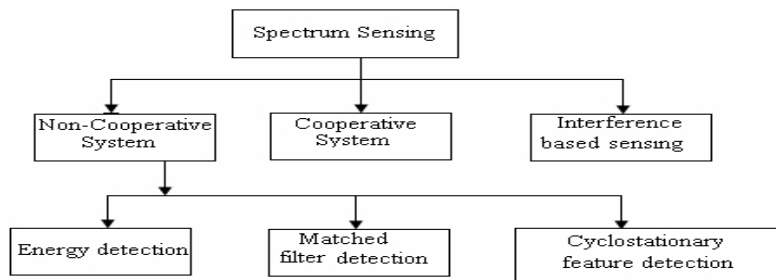 Spectrum Sensing
Non-Cooperative
System
Cooperative
System
Interference
based sensing
Energy detection
Matched
filter detection
Cyclostationary
feature detection